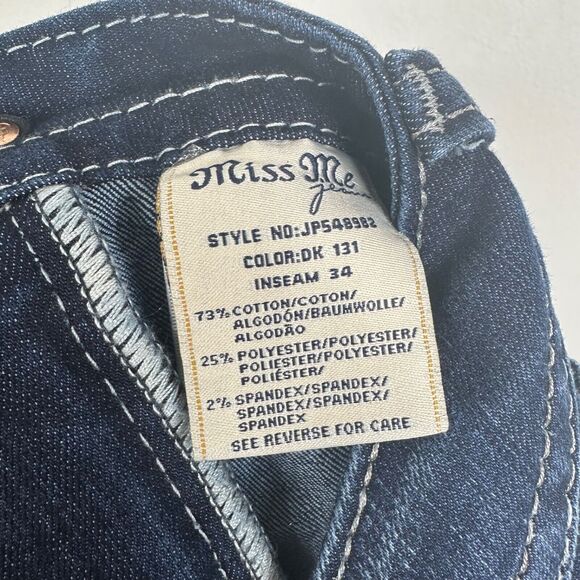 Miss Me
Jeans
STYLE NO:JP548982
COLOR:DK 131
INSEAM 34
73% COTTON/COTON/
ALGODÓN/BAUMWOLLE/
ALGODÃO
25% POLYESTER/POLYESTER/
POLIESTER/POLYESTER/
POLIÉSTER/
2% SPANDEX/SPANDEX/
SPANDEX/SPANDEX/
SPANDEX
SEE REVERSE FOR CARE